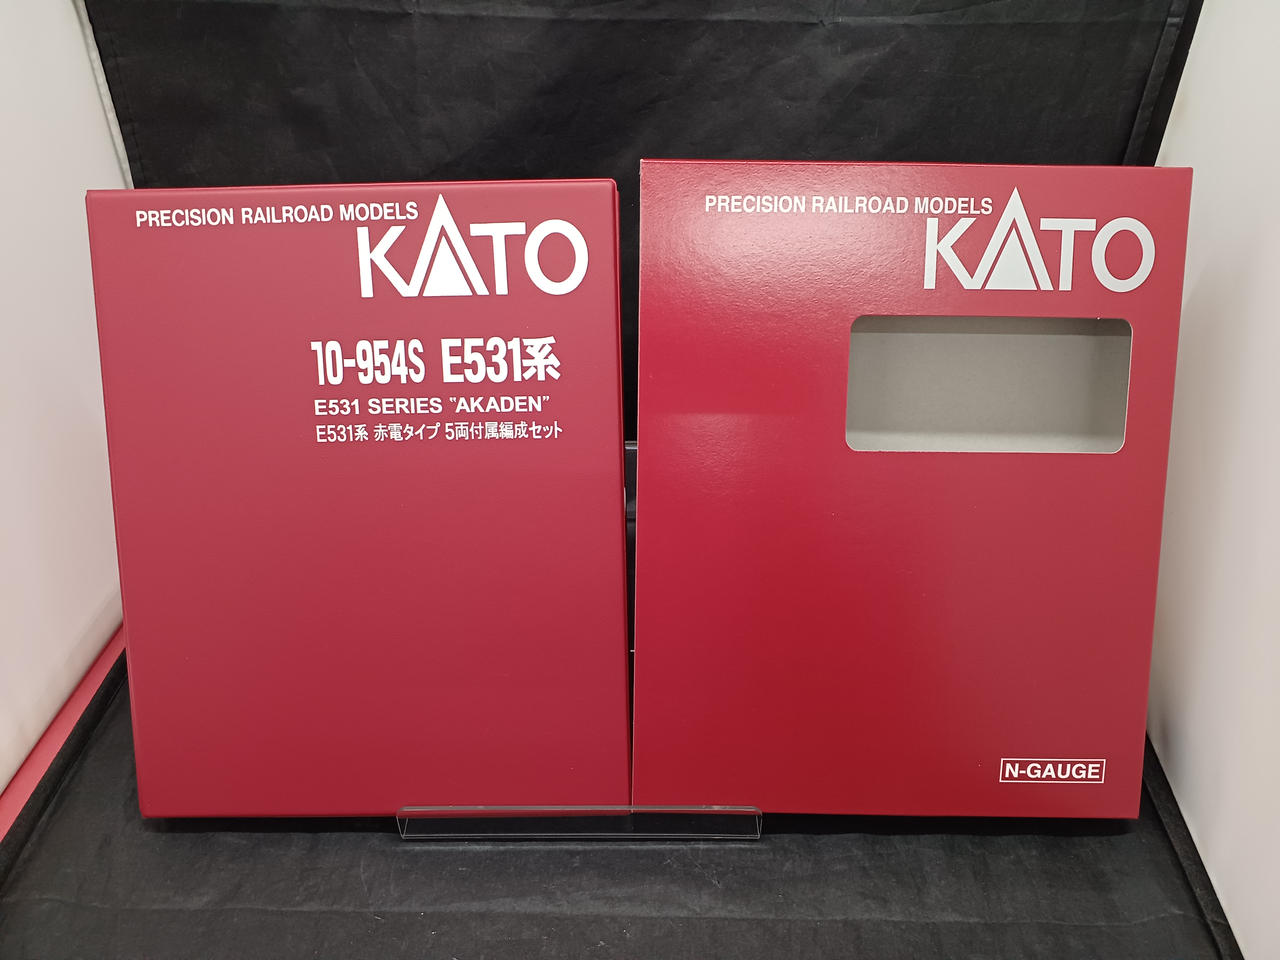 PRECISION RAILROAD MODELS
KATO
10-954S E531系
E531 SERIES "AKADEN"
E531系 赤電タイプ 5両付属編成セット
PRECISION RAILROAD MODELS
KATO
N-GAUGE